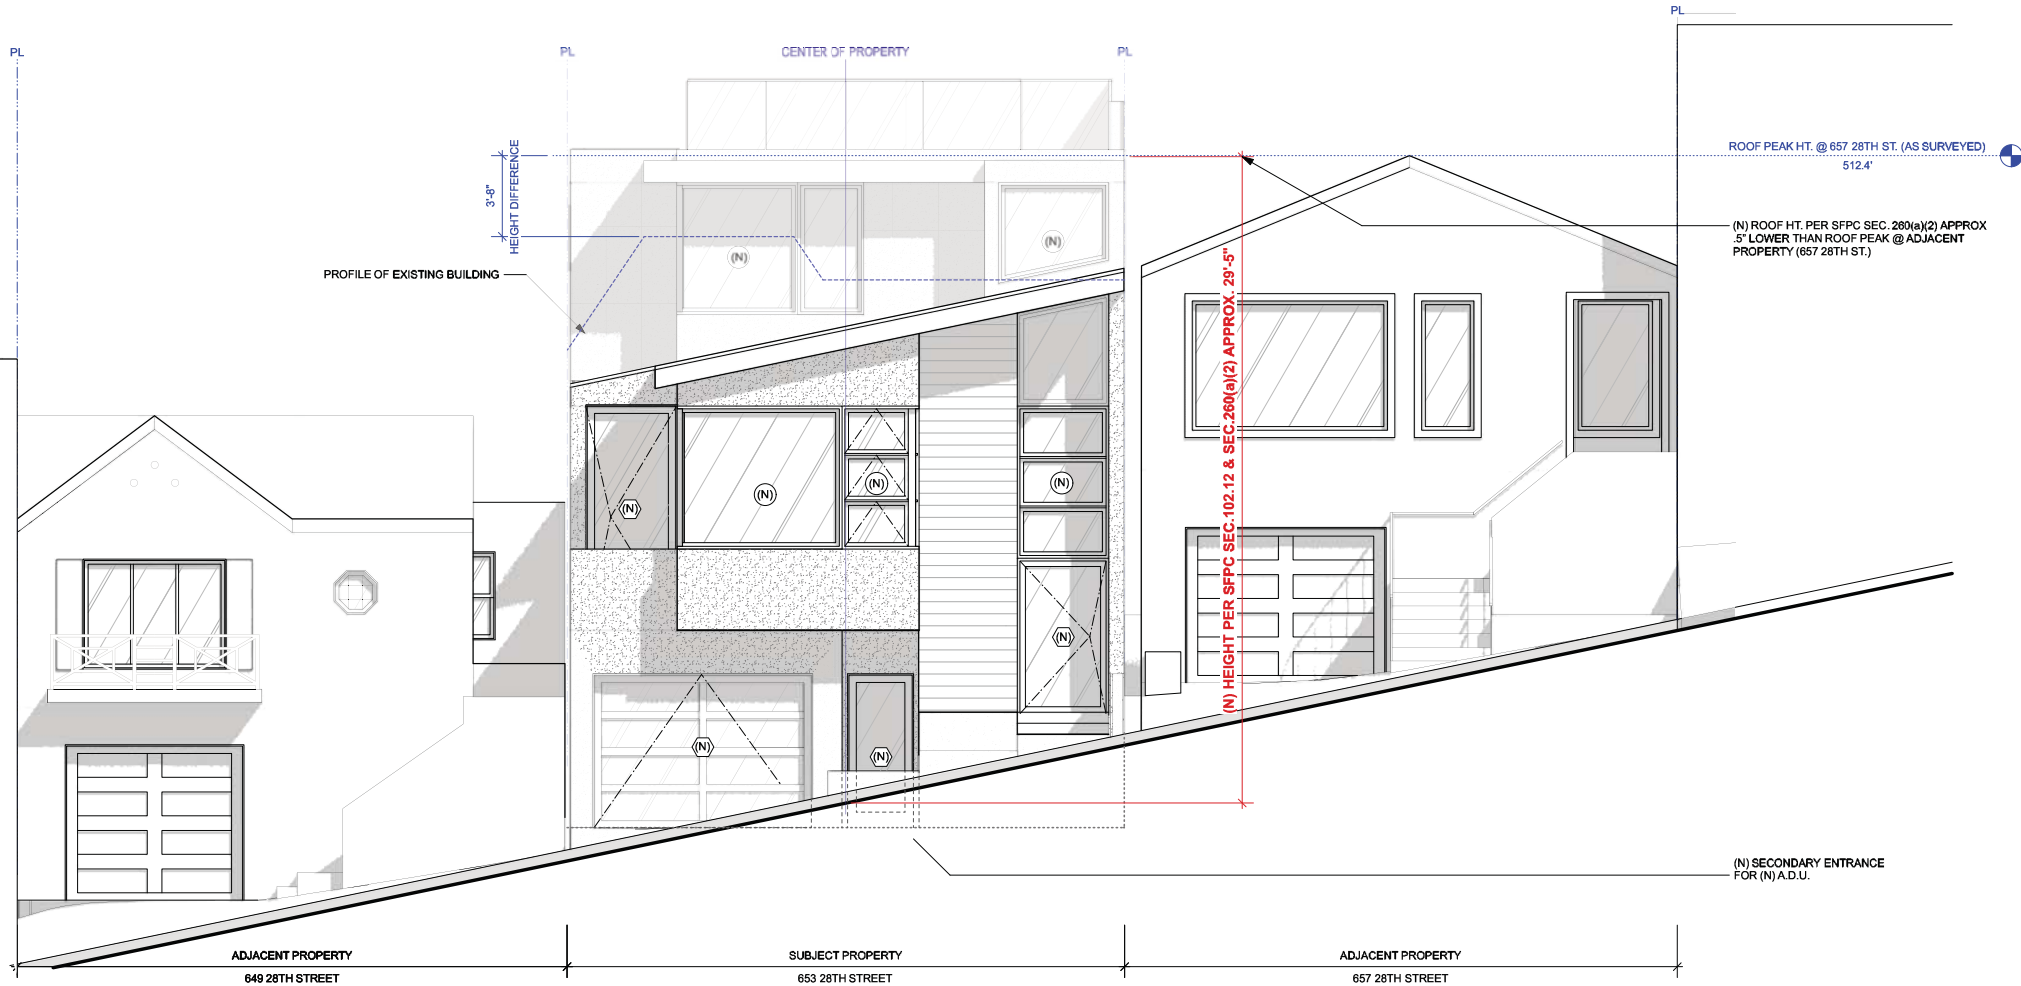 PL
PL
CENTER OF PROPERTY
PL
PL
3'-8"
HEIGHT DIFFERENCE
PROFILE OF EXISTING BUILDING
ROOF PEAK HT. @ 657 28TH ST. (AS SURVEYED)
512.4'
(N) ROOF HT. PER SFPC SEC. 260(a)(2) APPROX
.5" LOWER THAN ROOF PEAK @ ADJACENT
PROPERTY (657 28TH ST.)
(N) HEIGHT PER SFPC SEC.102.12 & SEC.260(a)(2) APPROX. 29'-5"
(N)
(N)
(N)
(N)
(N)
(N)
(N)
(N)
(N)
(N) SECONDARY ENTRANCE
FOR (N) A.D.U.
ADJACENT PROPERTY
649 28TH STREET
SUBJECT PROPERTY
653 28TH STREET
ADJACENT PROPERTY
657 28TH STREET